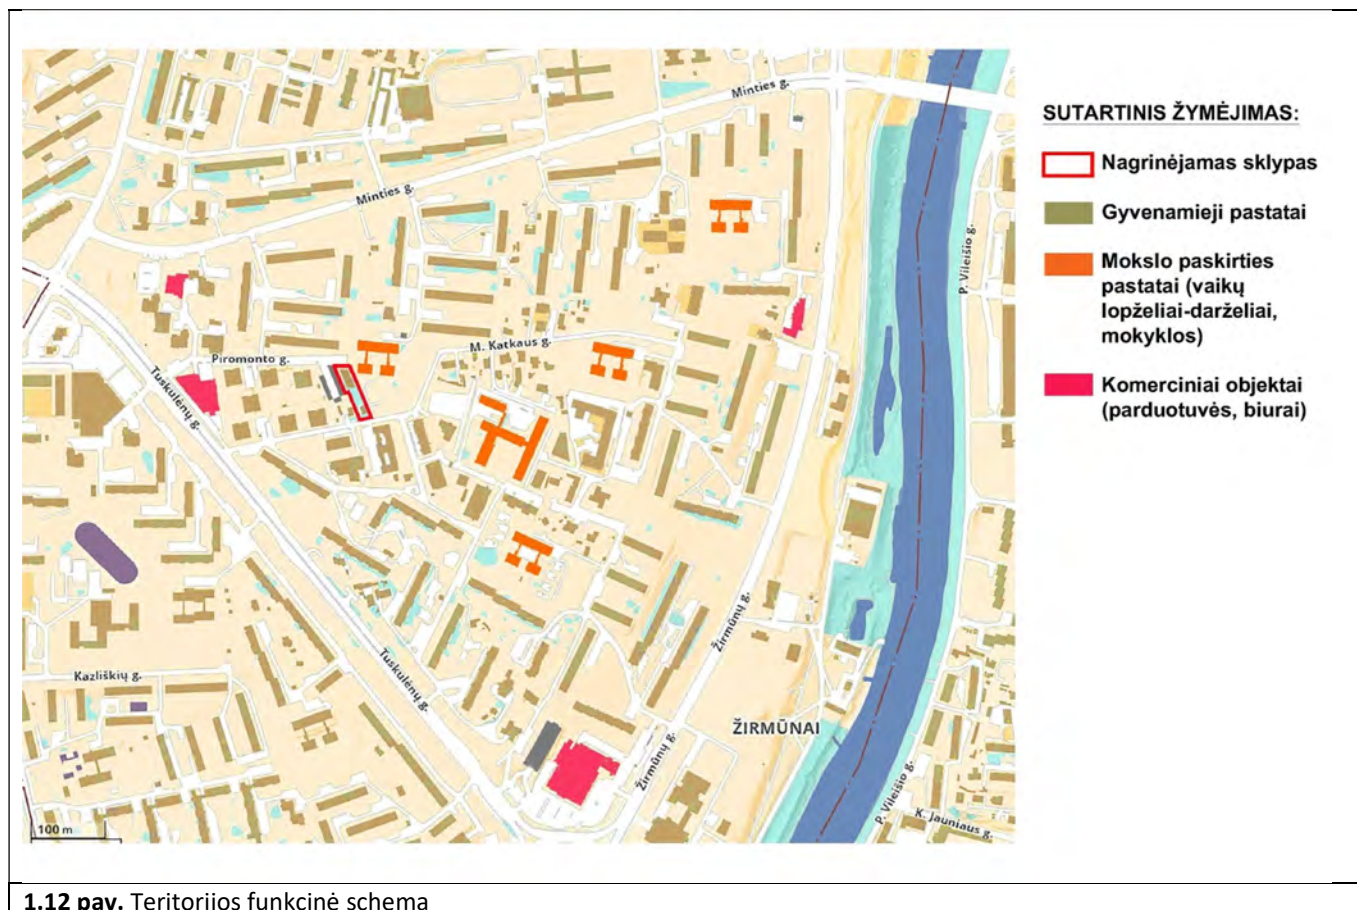 Minties g.
Minties g.
P. Vileišio g.
M. Katkaus g.
Piromonto g.
Tuskulėnų g.
Žirmūnų g.
Kazliškių g.
Tuskulėnų g.
ŽIRMŪNAI
Žirmūnų g.
P. Vileišio g.
K. Jauniaus g.
100 m
SUTARTINIS ŽYMĖJIMAS:
Nagrinėjamas sklypas
Gyvenamieji pastatai
Mokslo paskirties
pastatai (vaikų
lopželiai-darželiai,
mokyklos)
Komerciniai objektai
(parduotuvės, biurai)
1.12 pav. Teritorijos funkcinė schema